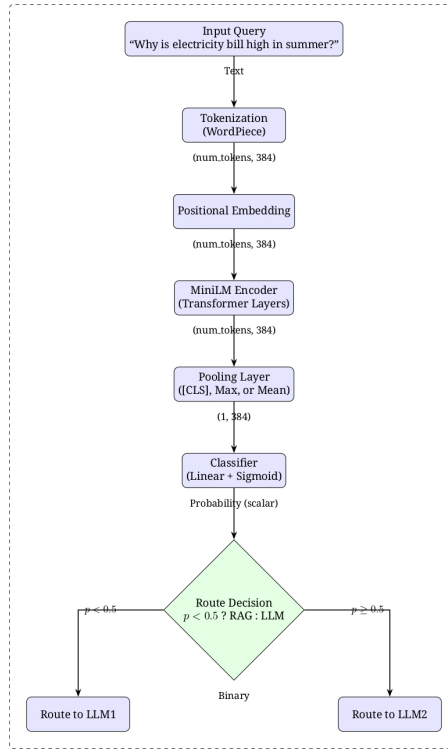 Input Query
“Why is electricity bill high in summer?”
Text
Tokenization
(WordPiece)
(num_tokens, 384)
Positional Embedding
(num_tokens, 384)
MiniLM Encoder
(Transformer Layers)
(num_tokens, 384)
Pooling Layer
([CLS], Max, or Mean)
(1, 384)
Classifier
(Linear + Sigmoid)
Probability (scalar)
Route Decision
p < 0.5 ? RAG : LLM
p < 0.5
p ≥ 0.5
Binary
Route to LLM1
Route to LLM2